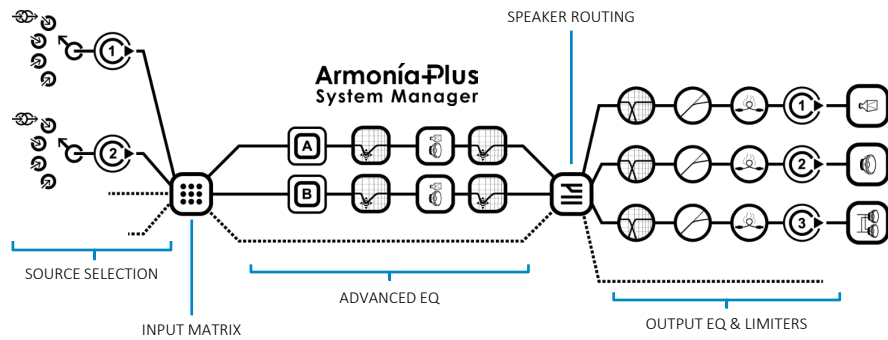 SPEAKER ROUTING
1
Armonía Plus
System Manager
1
A
2
2
B
3
SOURCE SELECTION
ADVANCED EQ
INPUT MATRIX
OUTPUT EQ & LIMITERS